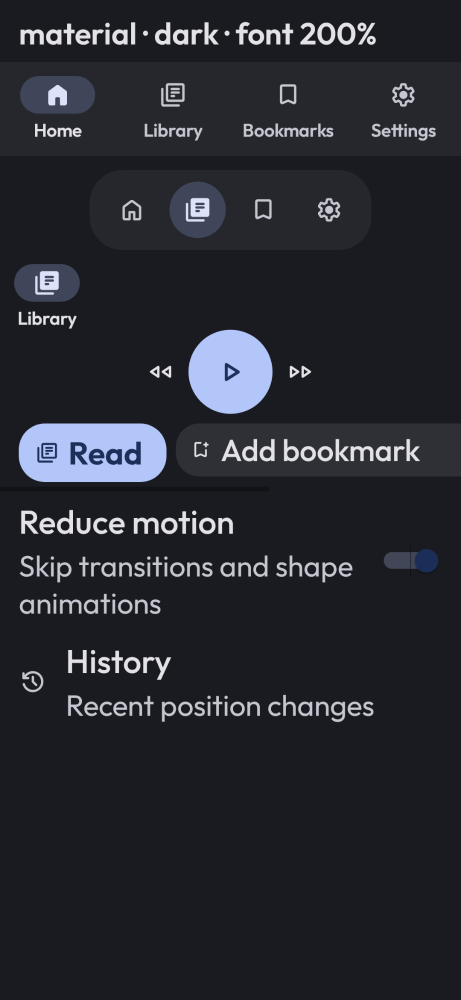 material · dark · font 200%
Home Library Bookmarks Settings
Library
Read Add bookmark
Reduce motion
Skip transitions and shape
animations
History
Recent position changes